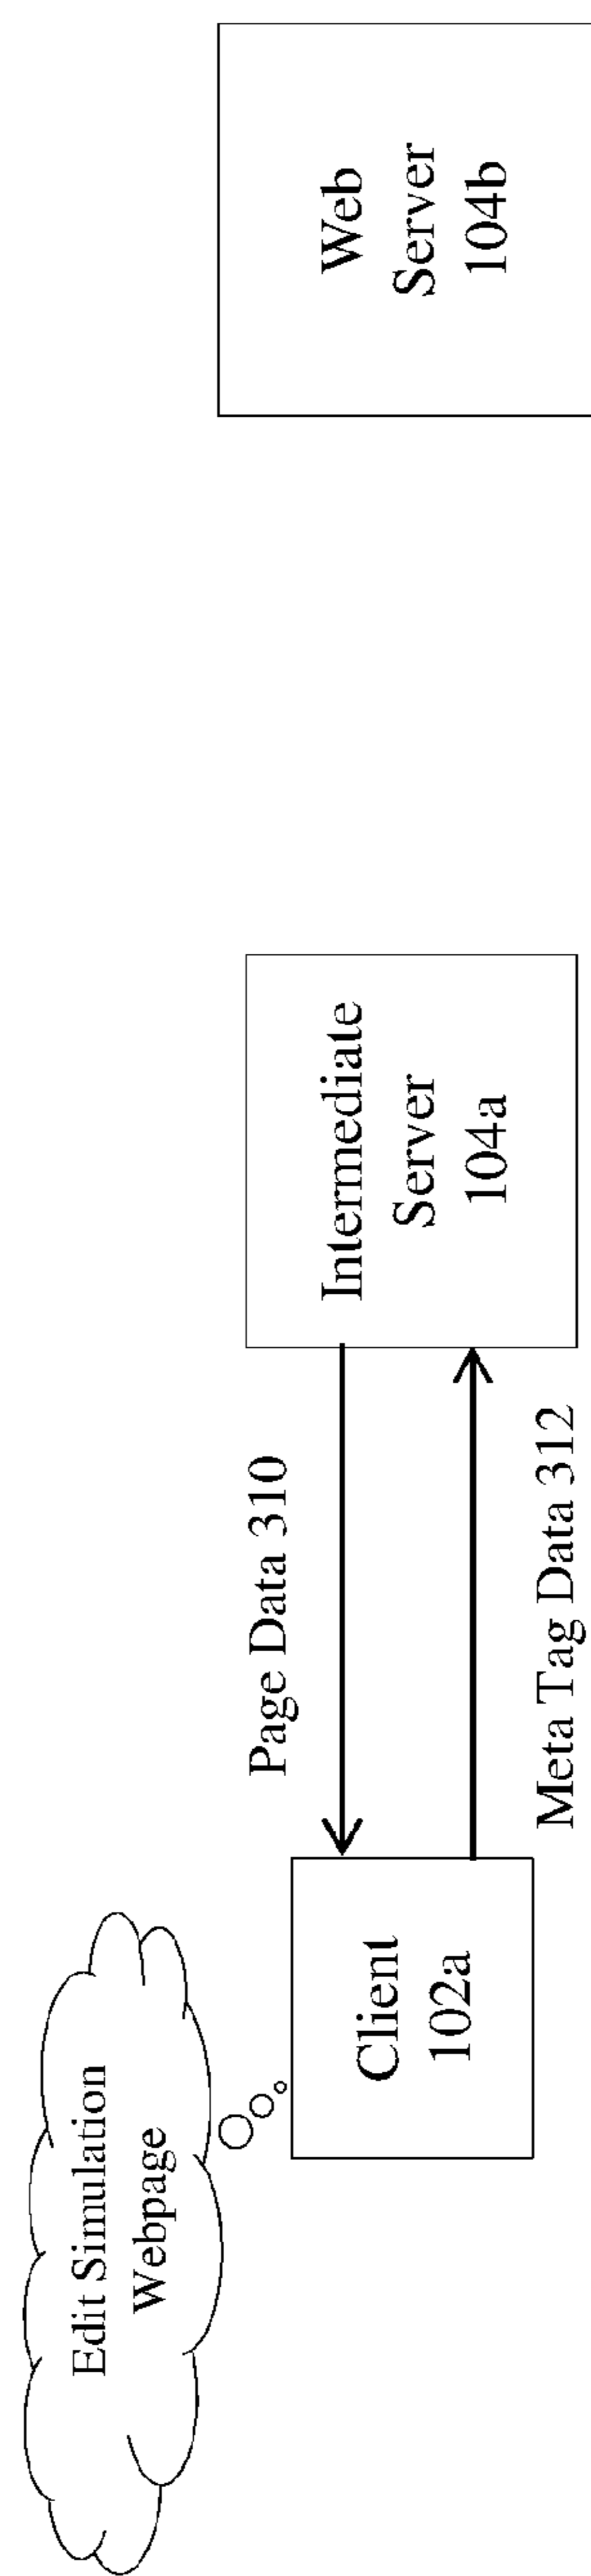 Edit Simulation
Webpage
Client
102a
Page Data 310
Meta Tag Data 312
Intermediate
Server
104a
Web
Server
104b